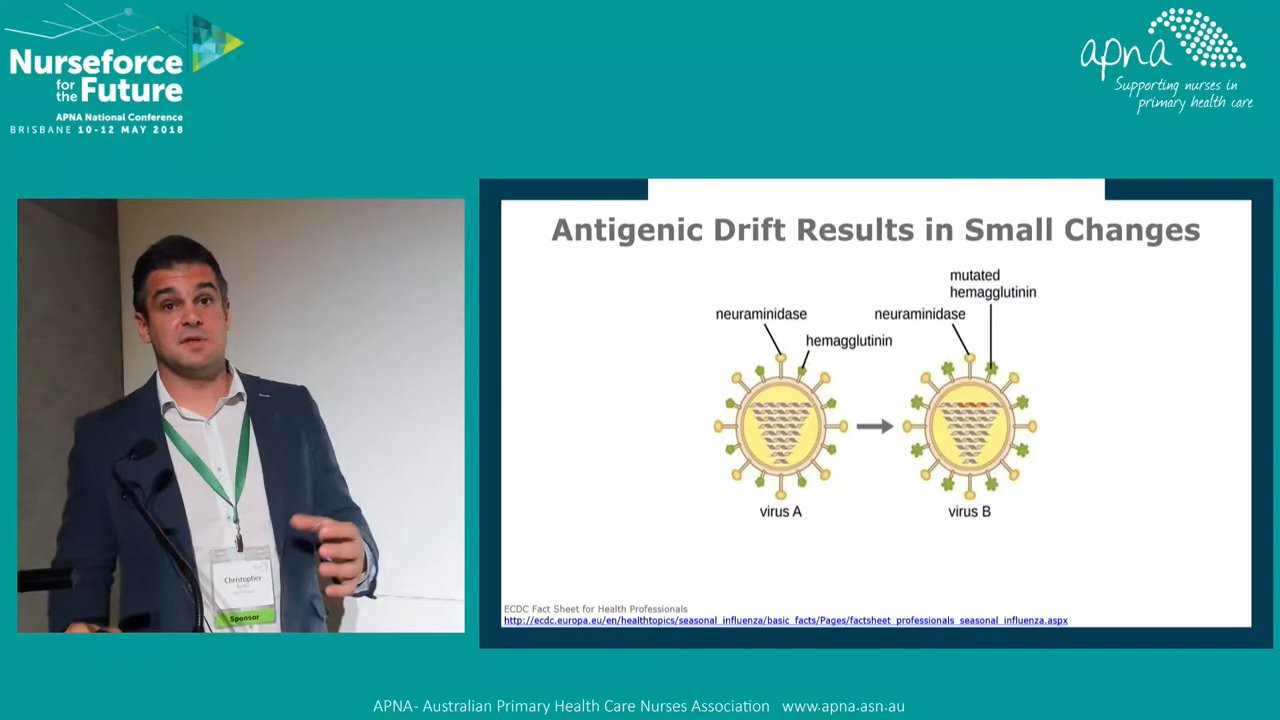 Nurseforce
for the Future
APNA National Conference
BRISBANE 10-12 MAY 2018
apna
Supporting nurses in
primary health care
Christopher
Sponsor
Antigenic Drift Results in Small Changes
mutated
hemagglutinin
neuraminidase
neuraminidase
hemagglutinin
virus A
virus B
ECDC Fact Sheet for Health Professionals
http://ecdc.europa.eu/en/healthtopics/seasonal_influenza/basic_facts/Pages/factsheet_professionals_seasonal_influenza.aspx
APNA- Australian Primary Health Care Nurses Association www.apna.asn.au